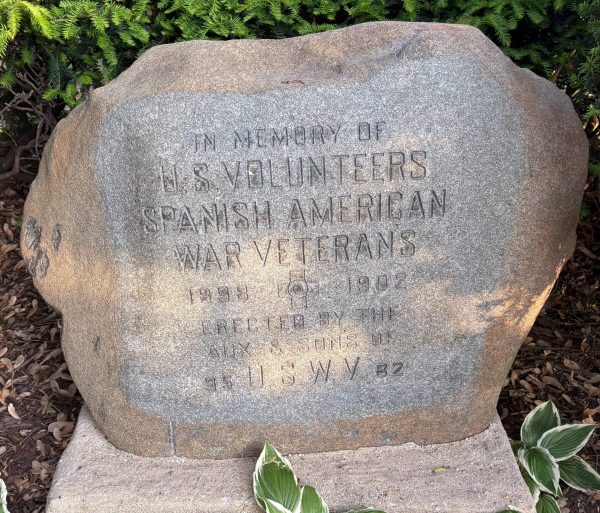 IN MEMORY OF
U.S. VOLUNTEERS
SPANISH AMERICAN
WAR VETERANS
1898 1902
ERECTED BY THE
AUX & SONS OF
95 U S W V 82